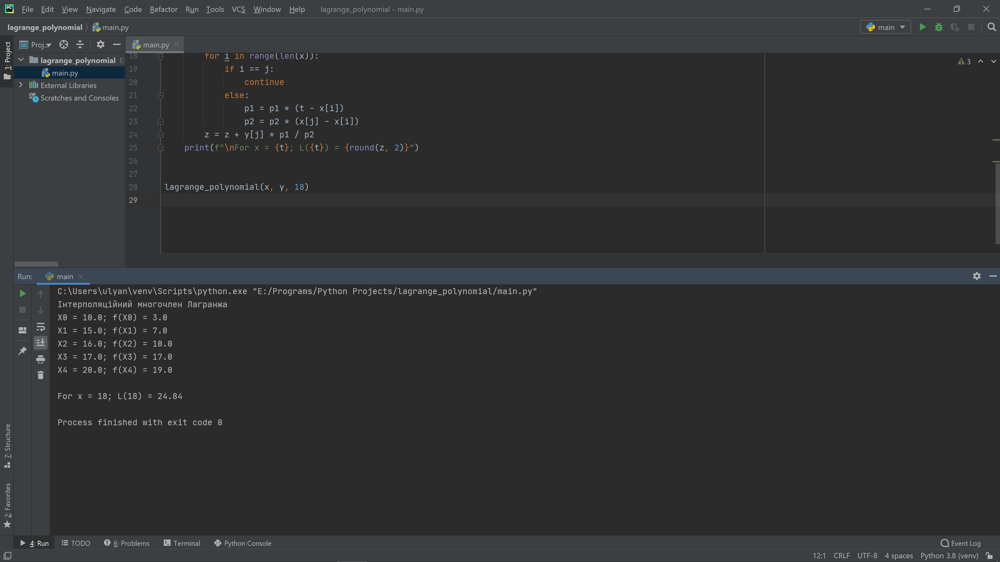 File Edit View Navigate Code Refactor Run Tools VCS Window Help lagrange_polynomial - main.py
lagrange_polynomial main.py
main
1: Project
Proj..
main.py
lagrange_polynomial E:
main.py
External Libraries
Scratches and Consoles
18 for i in range(len(x)):
19 if i == j:
20 continue
21 else:
22 p1 = p1 * (t - x[i])
23 p2 = p2 * (x[j] - x[i])
24 z = z + y[j] * p1 / p2
25 print(f"\nFor x = {t}; L({t}) = {round(z, 2)}")
26
27
28 lagrange_polynomial(x, y, 18)
29
3
Run: main
C:\Users\ulyan\venv\Scripts\python.exe "E:/Programs/Python Projects/lagrange_polynomial/main.py"
Інтерполяційний многочлен Лагранжа
X0 = 10.0; f(X0) = 3.0
X1 = 15.0; f(X1) = 7.0
X2 = 16.0; f(X2) = 10.0
X3 = 17.0; f(X3) = 17.0
X4 = 20.0; f(X4) = 19.0
For x = 18; L(18) = 24.84
Process finished with exit code 0
7: Structure
2: Favorites
4: Run TODO 6: Problems Terminal Python Console Event Log
12:1 CRLF UTF-8 4 spaces Python 3.8 (venv)